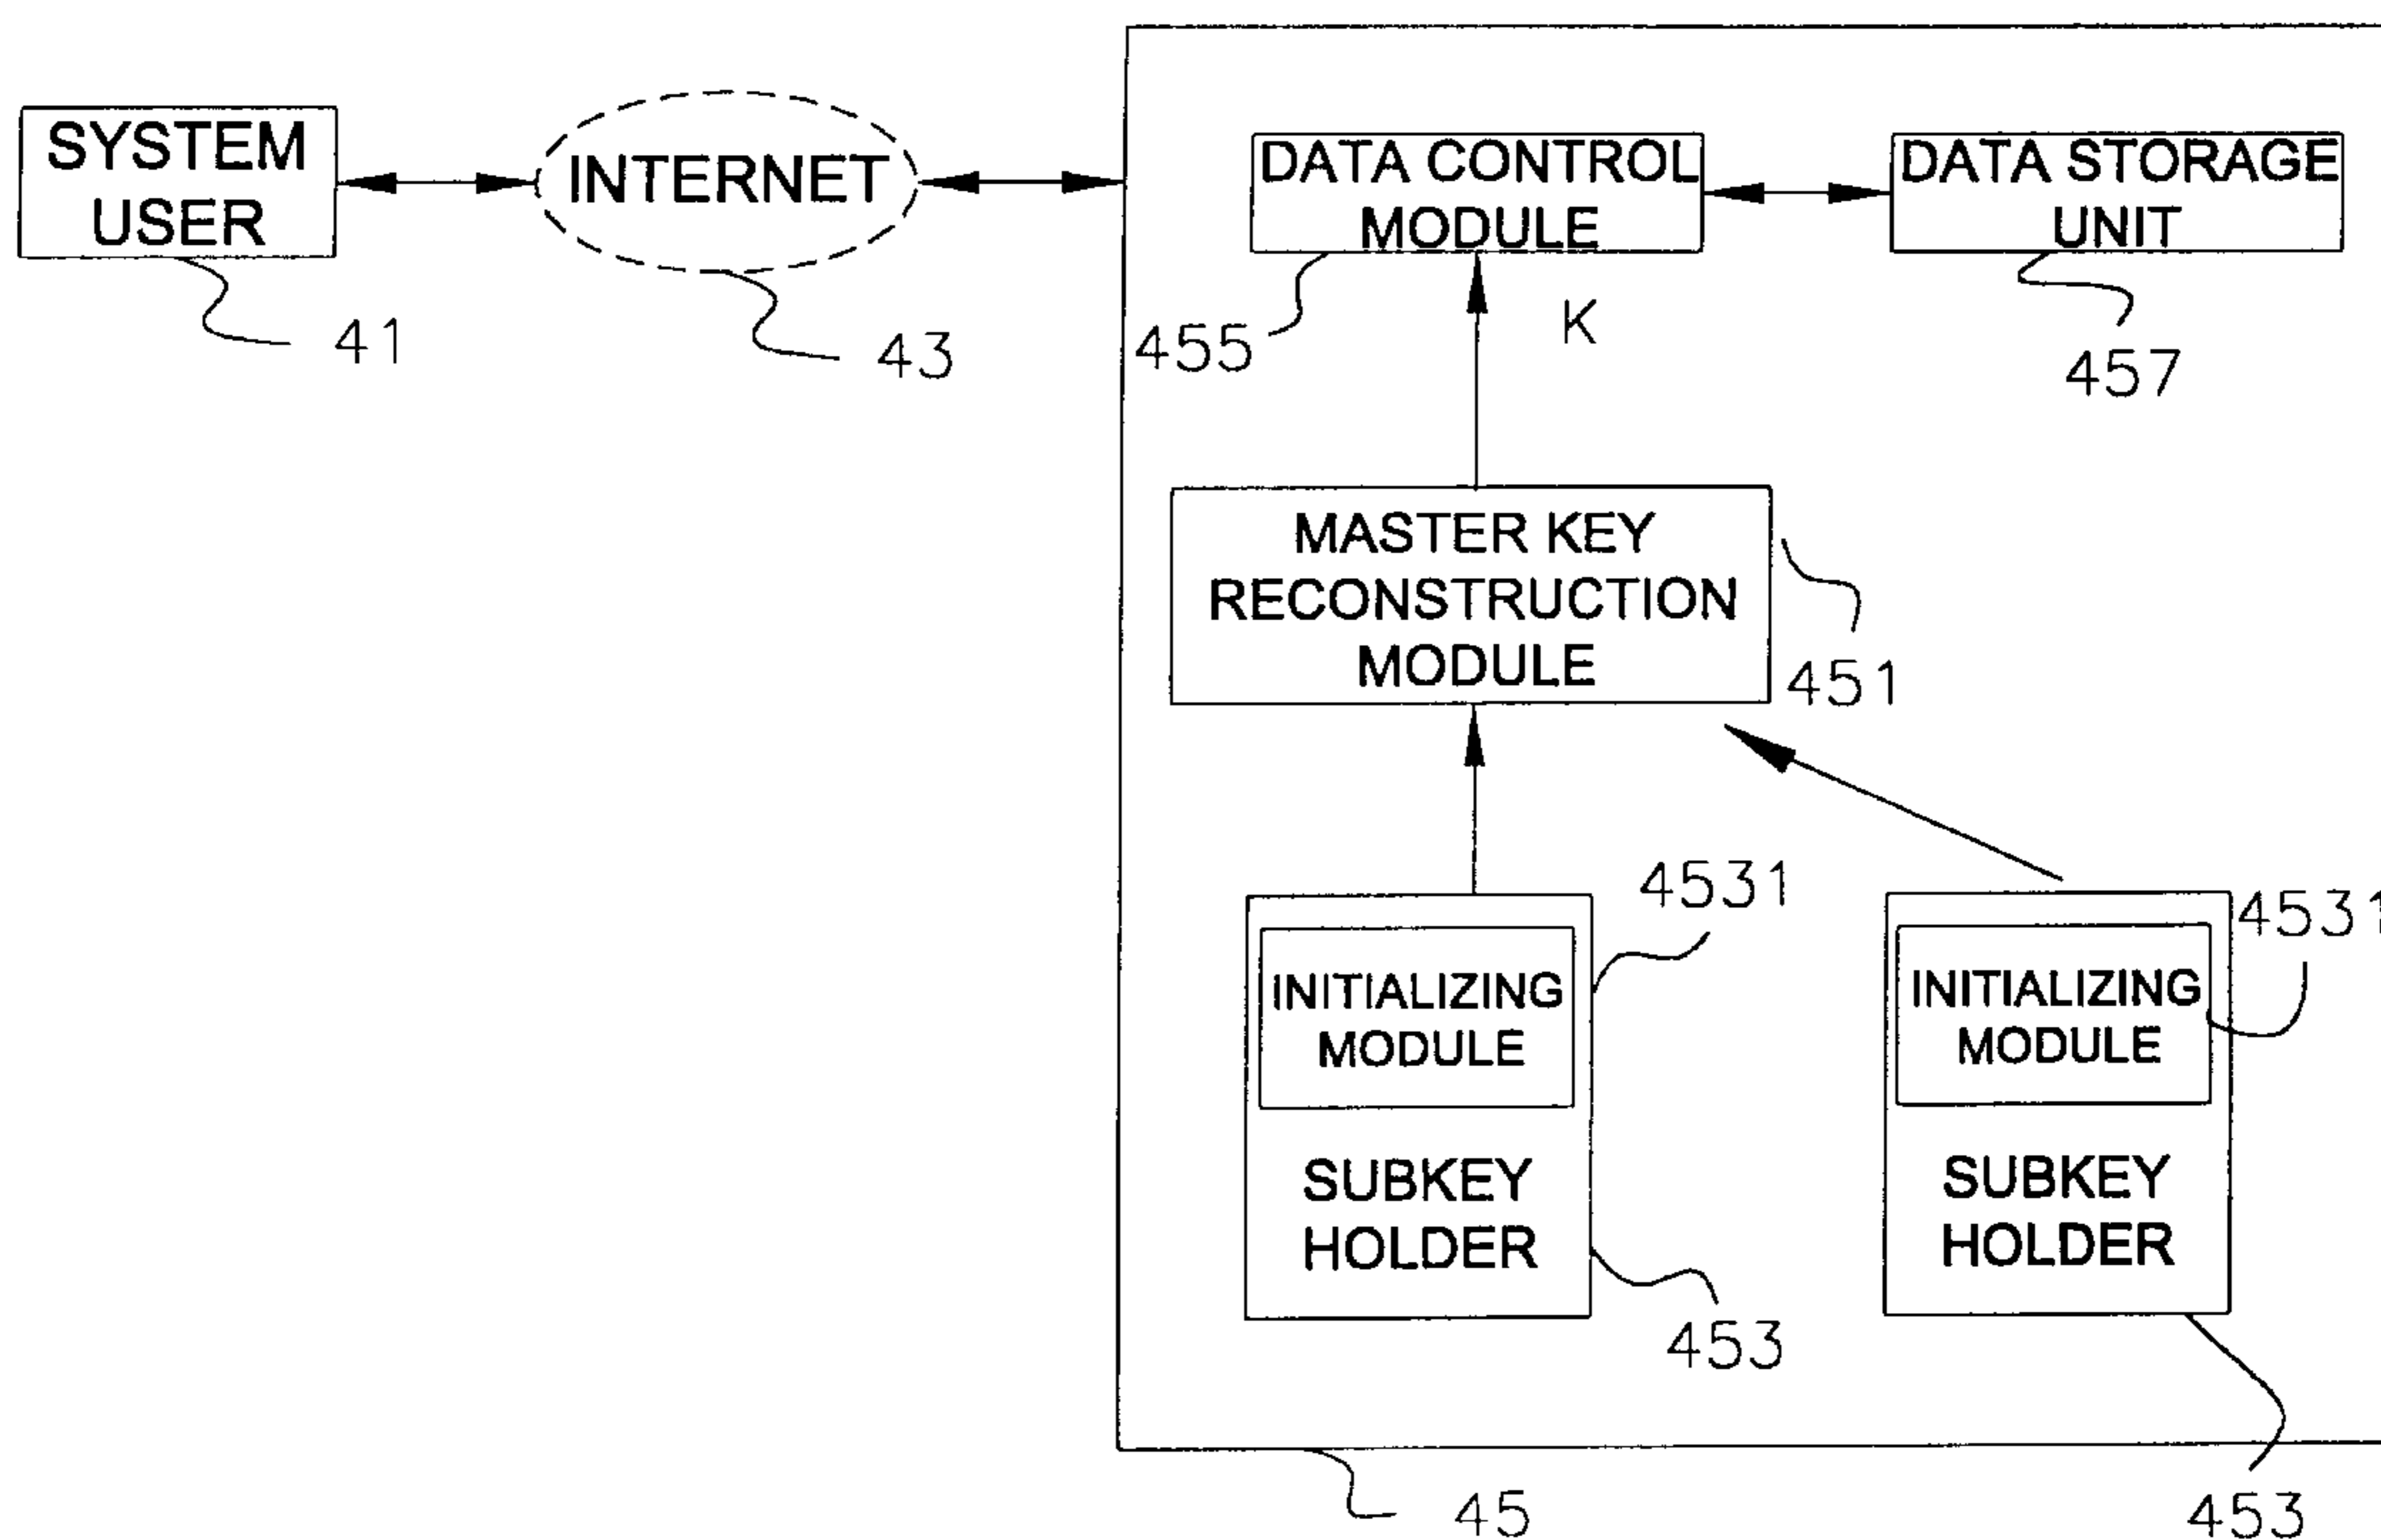 SYSTEM
USER
41
INTERNET
43
DATA CONTROL
MODULE
455
K
DATA STORAGE
UNIT
457
MASTER KEY
RECONSTRUCTION
MODULE
451
4531
INITIALIZING
MODULE
SUBKEY
HOLDER
453
4531
INITIALIZING
MODULE
SUBKEY
HOLDER
453
45